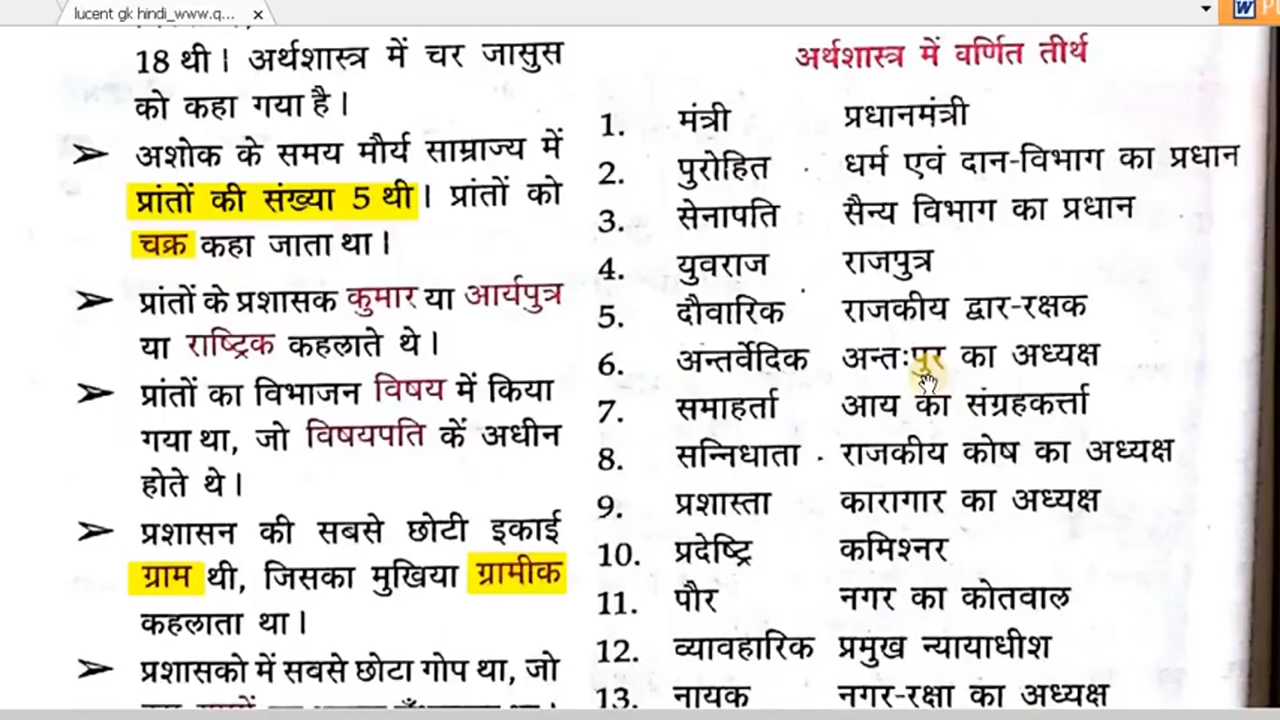 lucent gk hindi_www.q...
18 थी। अर्थशास्त्र में चर जासुस
को कहा गया है।
➢ अशोक के समय मौर्य साम्राज्य में
प्रांतों की संख्या 5 थी। प्रांतों को
चक्र कहा जाता था।
➢ प्रांतों के प्रशासक कुमार या आर्यपुत्र
या राष्ट्रिक कहलाते थे।
➢ प्रांतों का विभाजन विषय में किया
गया था, जो विषयपति कें अधीन
होते थे।
➢ प्रशासन की सबसे छोटी इकाई
ग्राम थी, जिसका मुखिया ग्रामीक
कहलाता था।
➢ प्रशासको में सबसे छोटा गोप था, जो
अर्थशास्त्र में वर्णित तीर्थ
1. मंत्री प्रधानमंत्री
2. पुरोहित धर्म एवं दान-विभाग का प्रधान
3. सेनापति सैन्य विभाग का प्रधान
4. युवराज राजपुत्र
5. दौवारिक राजकीय द्वार-रक्षक
6. अन्तर्वेदिक अन्तःपुर का अध्यक्ष
7. समाहर्ता आय का संग्रहकर्त्ता
8. सन्निधाता राजकीय कोष का अध्यक्ष
9. प्रशास्ता कारागार का अध्यक्ष
10. प्रदेष्ट्रि कमिश्नर
11. पौर नगर का कोतवाल
12. व्यावहारिक प्रमुख न्यायाधीश
13. नायक नगर-रक्षा का अध्यक्ष